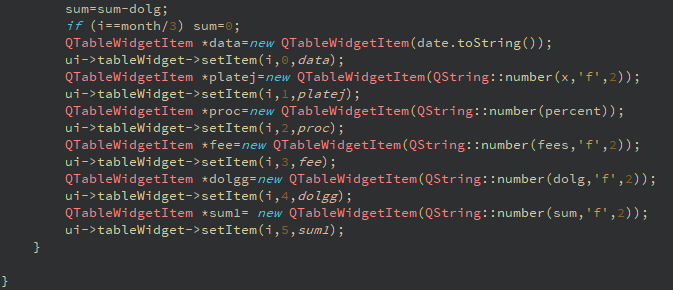 sum=sum-dolg;
if (i==month/3) sum=0;
QTableWidgetItem *data=new QTableWidgetItem(date.toString());
ui->tableWidget->setItem(i,0,data);
QTableWidgetItem *platej=new QTableWidgetItem(QString::number(x,'f',2));
ui->tableWidget->setItem(i,1,platej);
QTableWidgetItem *proc=new QTableWidgetItem(QString::number(percent));
ui->tableWidget->setItem(i,2,proc);
QTableWidgetItem *fee=new QTableWidgetItem(QString::number(fees,'f',2));
ui->tableWidget->setItem(i,3,fee);
QTableWidgetItem *dolgg=new QTableWidgetItem(QString::number(dolg,'f',2));
ui->tableWidget->setItem(i,4,dolgg);
QTableWidgetItem *sum1= new QTableWidgetItem(QString::number(sum,'f',2));
ui->tableWidget->setItem(i,5,sum1);
}
}